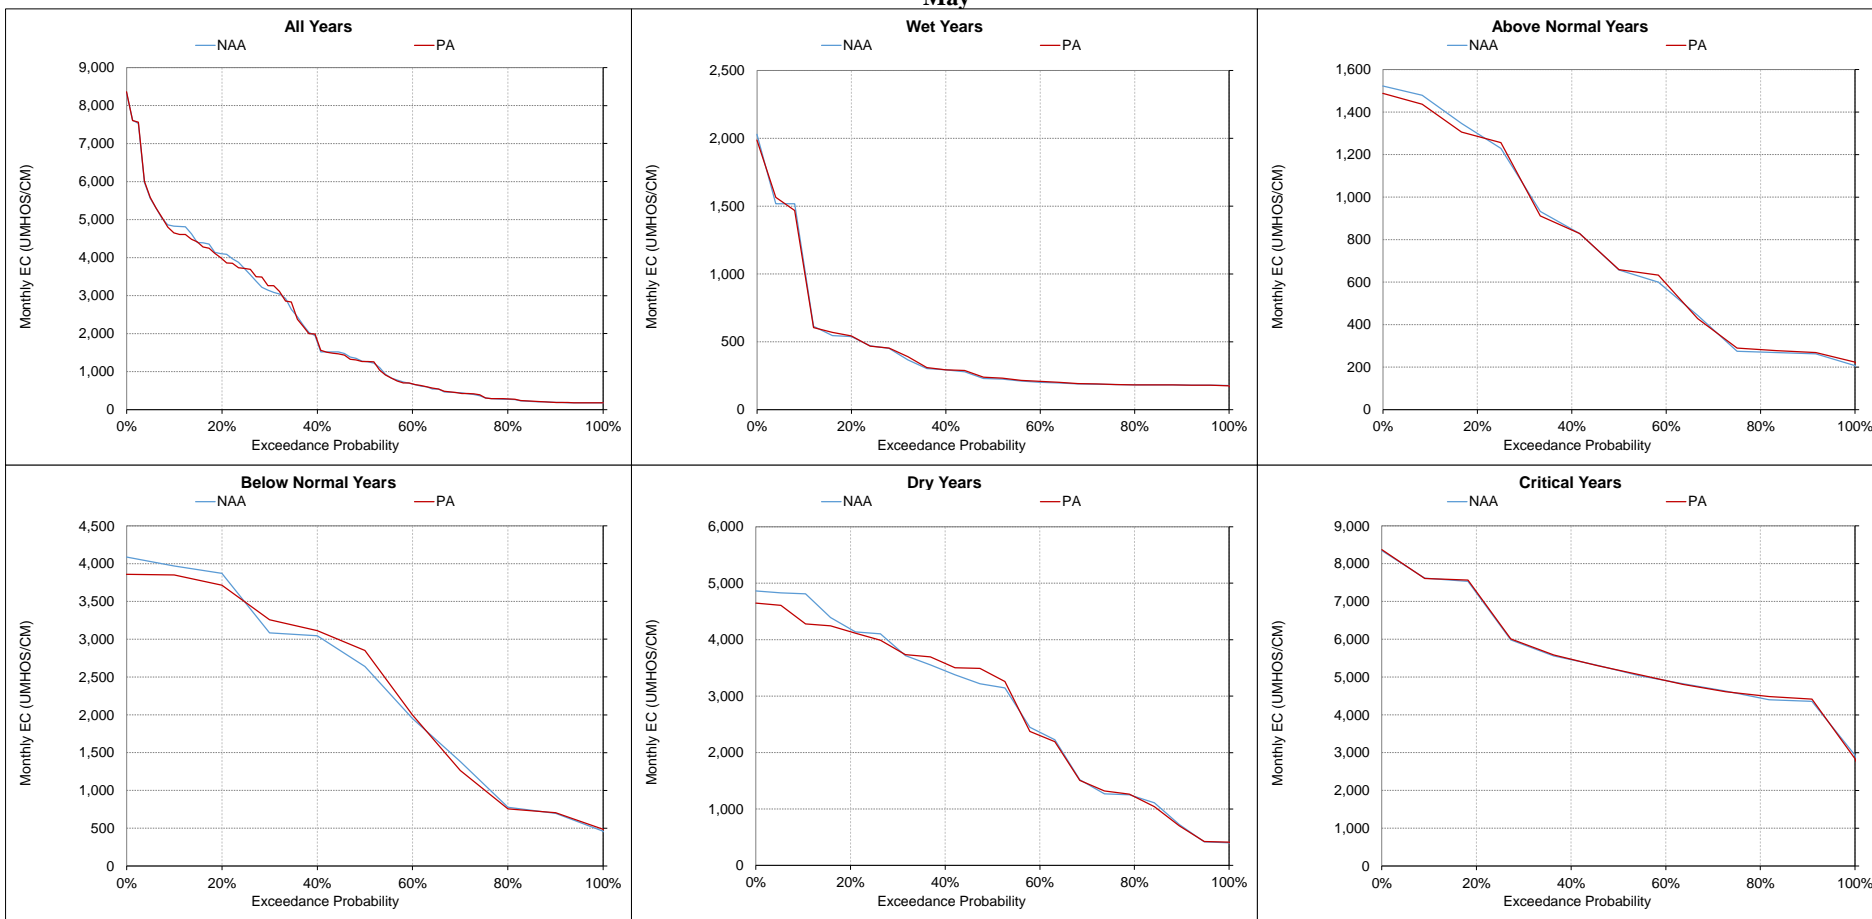 May
All Years
NAA PA
9,000
8,000
7,000
6,000
5,000
4,000
3,000
2,000
1,000
0
Monthly EC (UMHOS/CM)
0% 20% 40% 60% 80% 100%
Exceedance Probability
Wet Years
NAA PA
2,500
2,000
1,500
1,000
500
0
Monthly EC (UMHOS/CM)
0% 20% 40% 60% 80% 100%
Exceedance Probability
Above Normal Years
NAA PA
1,600
1,400
1,200
1,000
800
600
400
200
0
Monthly EC (UMHOS/CM)
0% 20% 40% 60% 80% 100%
Exceedance Probability
Below Normal Years
NAA PA
4,500
4,000
3,500
3,000
2,500
2,000
1,500
1,000
500
0
Monthly EC (UMHOS/CM)
0% 20% 40% 60% 80% 100%
Exceedance Probability
Dry Years
NAA PA
6,000
5,000
4,000
3,000
2,000
1,000
0
Monthly EC (UMHOS/CM)
0% 20% 40% 60% 80% 100%
Exceedance Probability
Critical Years
NAA PA
9,000
8,000
7,000
6,000
5,000
4,000
3,000
2,000
1,000
0
Monthly EC (UMHOS/CM)
0% 20% 40% 60% 80% 100%
Exceedance Probability